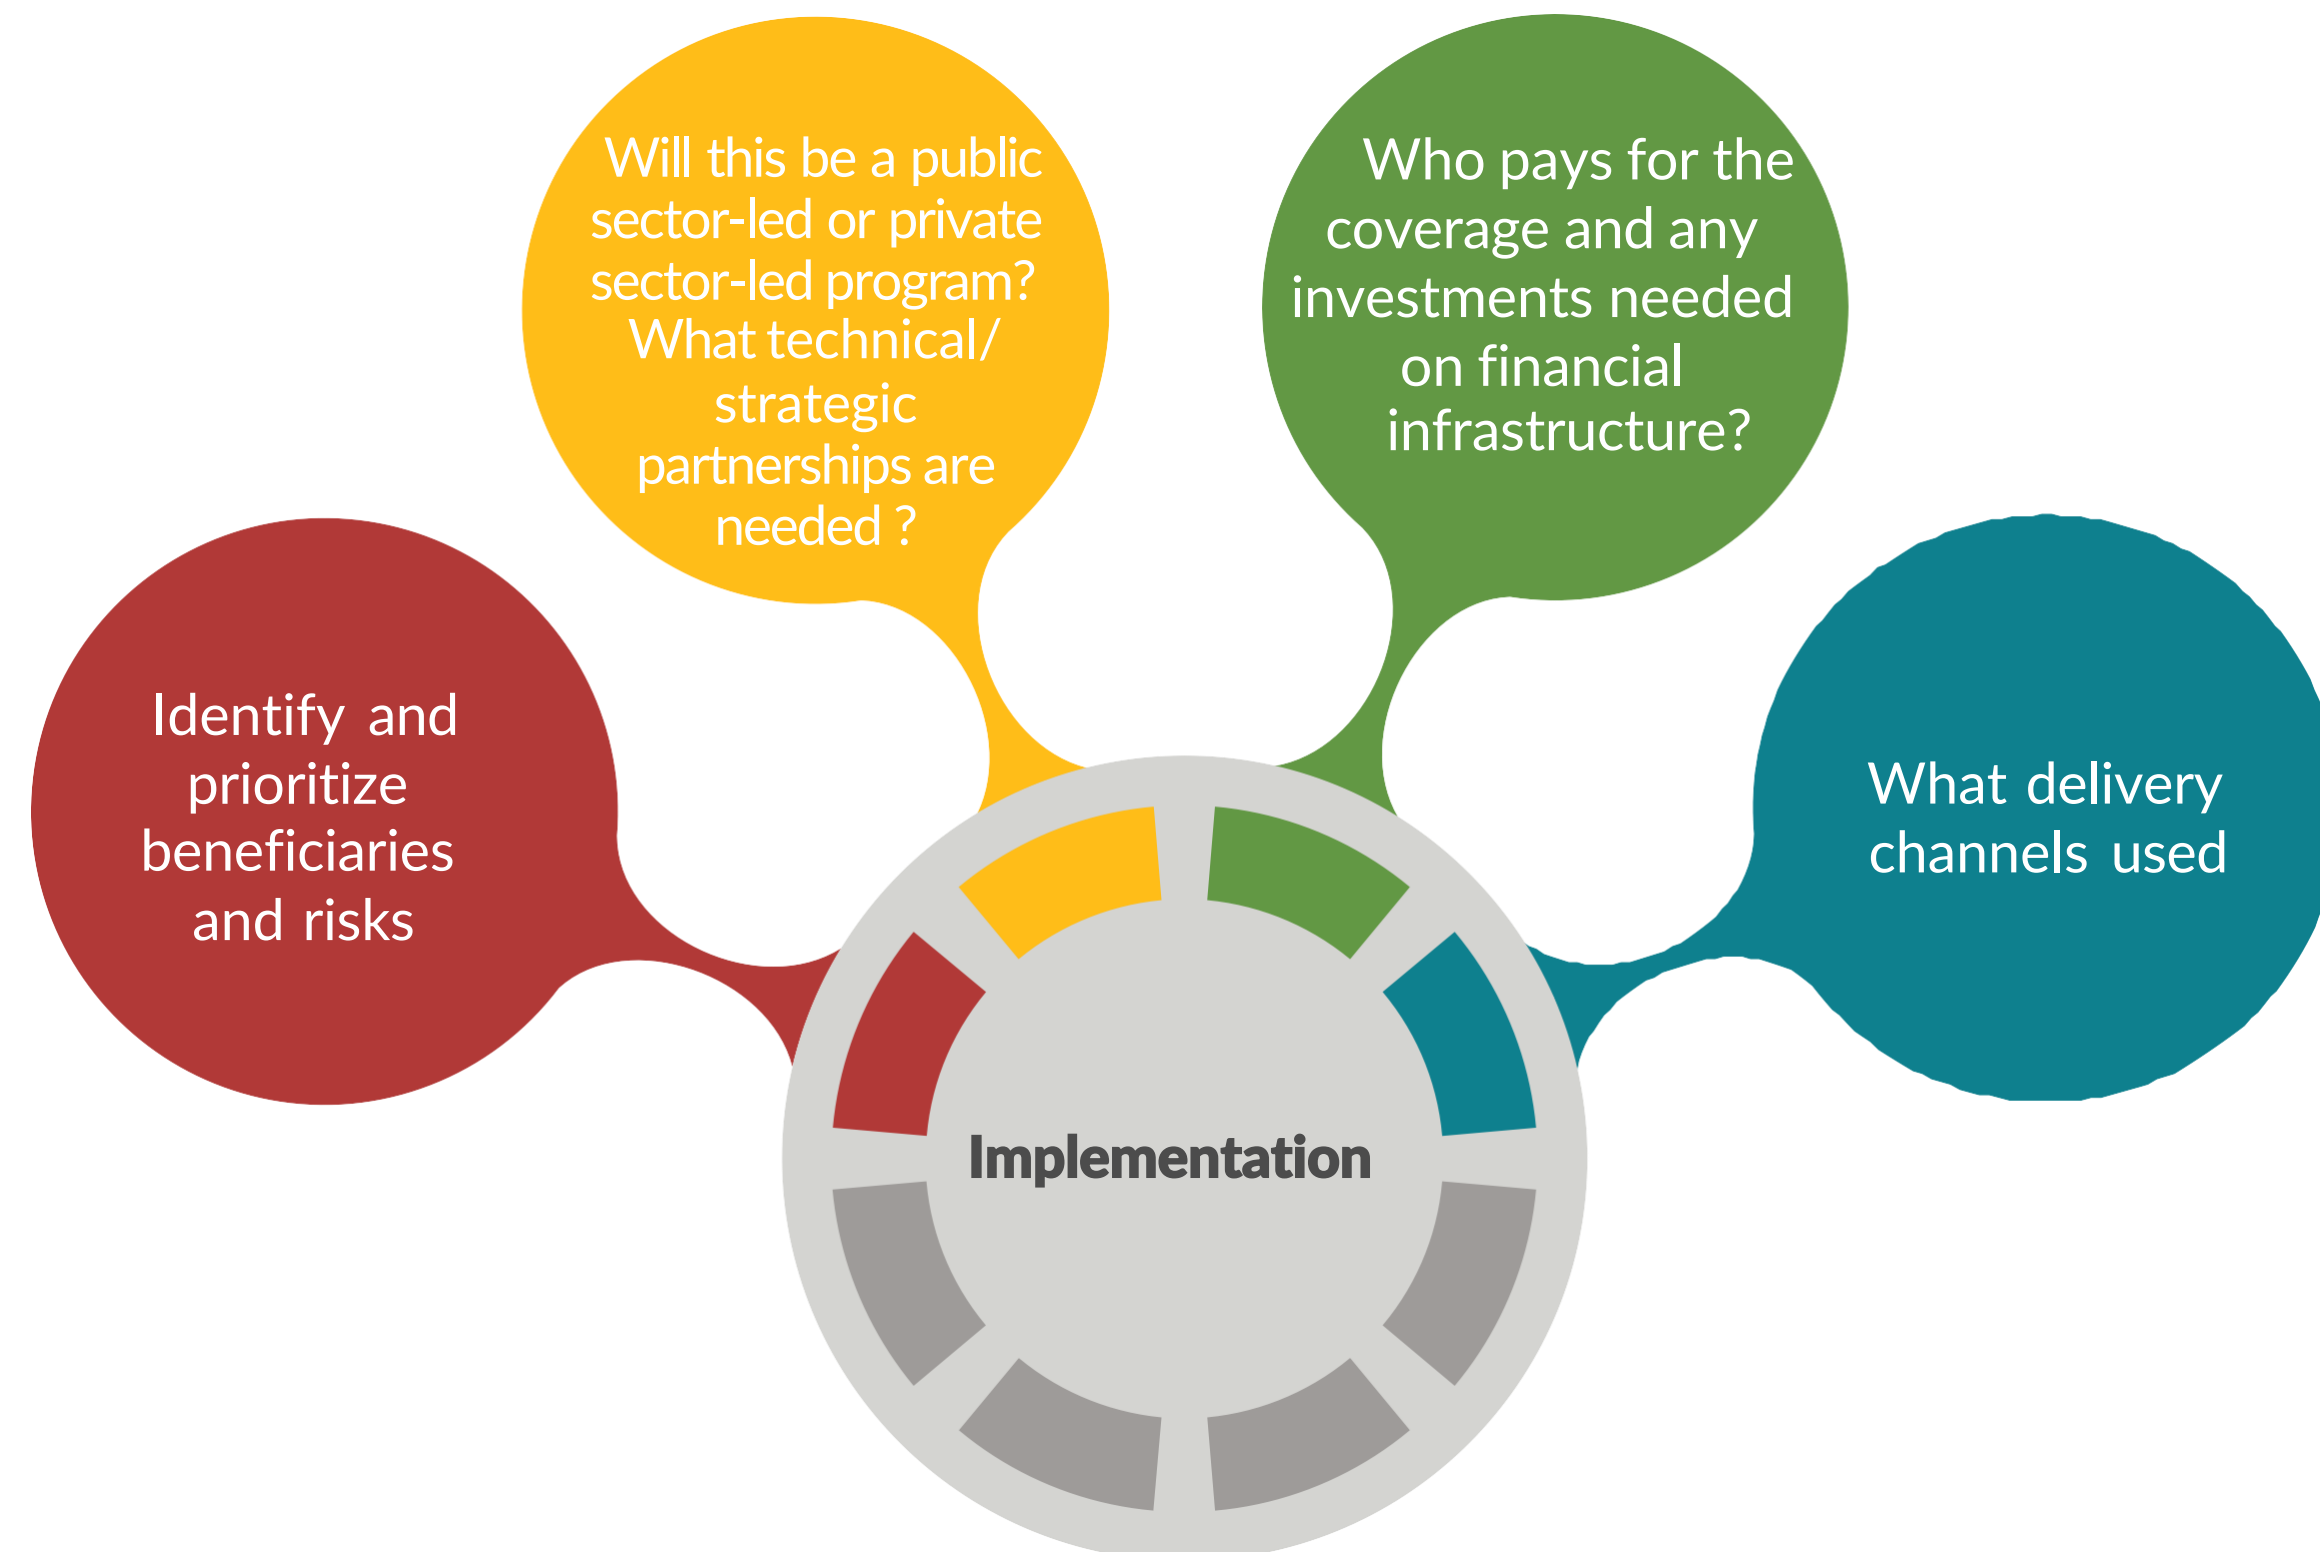 Will this be a public
sector-led or private
sector-led program?
What technical/
strategic
partnerships are
needed ?
Who pays for the
coverage and any
investments needed
on financial
infrastructure?
Identify and
prioritize
beneficiaries
and risks
What delivery
channels used
Implementation